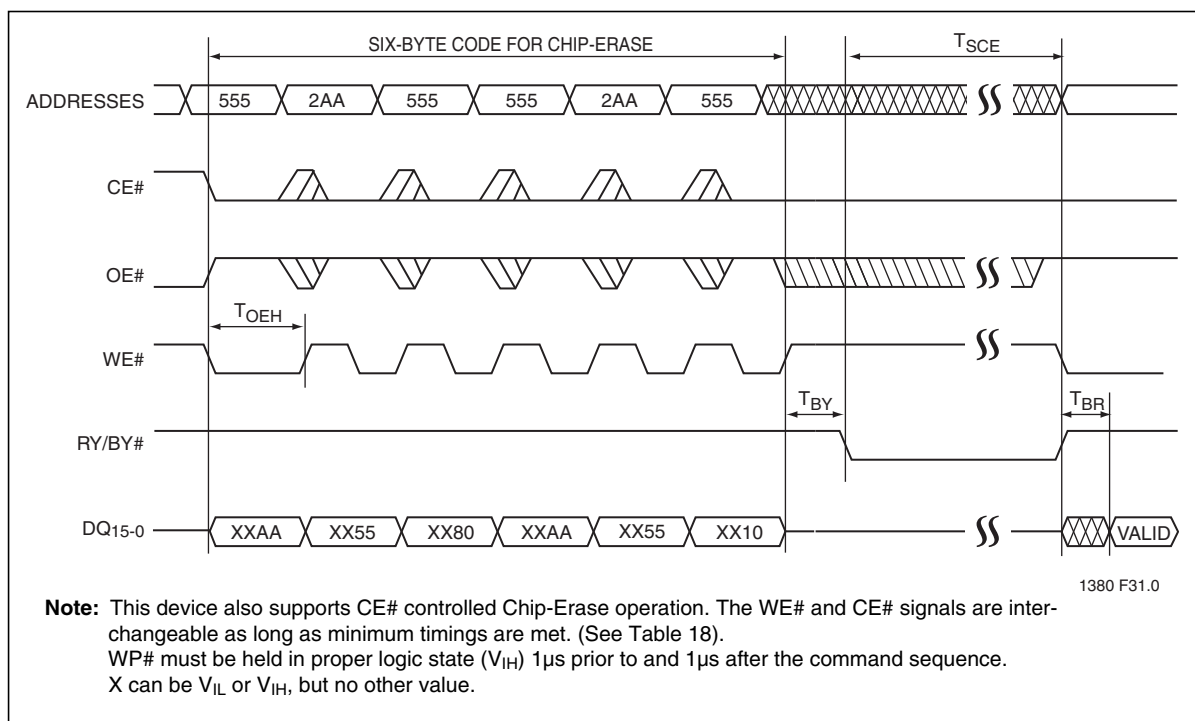 SIX-BYTE CODE FOR CHIP-ERASE
TSCE
ADDRESSES 555 2AA 555 555 2AA 555
CE#
OE#
TOEH
WE#
TBY TBR
RY/BY#
DQ15-0 XXAA XX55 XX80 XXAA XX55 XX10 VALID
1380 F31.0
Note: This device also supports CE# controlled Chip-Erase operation. The WE# and CE# signals are inter-
changeable as long as minimum timings are met. (See Table 18).
WP# must be held in proper logic state (VIH) 1µs prior to and 1µs after the command sequence.
X can be VIL or VIH, but no other value.